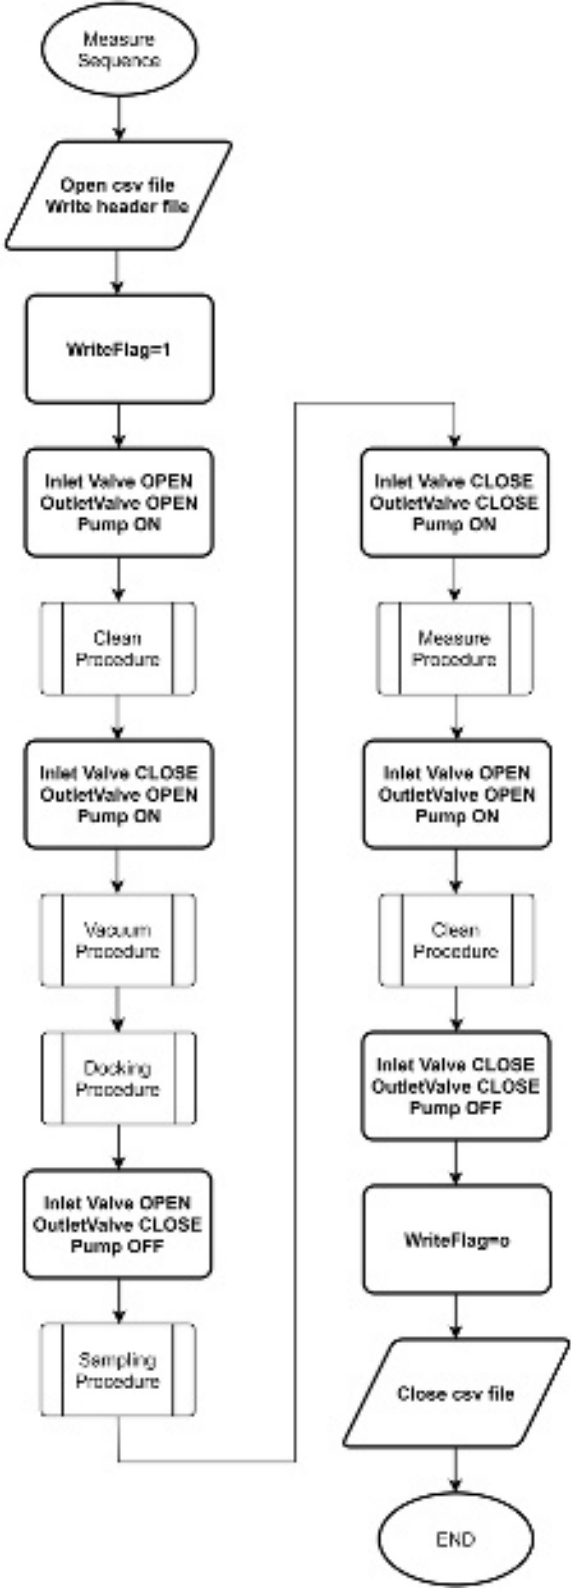 Measure
Sequence
Open csv file
Write header file
WriteFlag=1
Inlet Valve OPEN
OutletValve OPEN
Pump ON
Clean
Procedure
Inlet Valve CLOSE
OutletValve OPEN
Pump ON
Vacuum
Procedure
Docking
Procedure
Inlet Valve OPEN
OutletValve CLOSE
Pump OFF
Sampling
Procedure
Inlet Valve CLOSE
OutletValve CLOSE
Pump ON
Measure
Procedure
Inlet Valve OPEN
OutletValve OPEN
Pump ON
Clean
Procedure
Inlet Valve CLOSE
OutletValve CLOSE
Pump OFF
WriteFlag=o
Close csv file
END